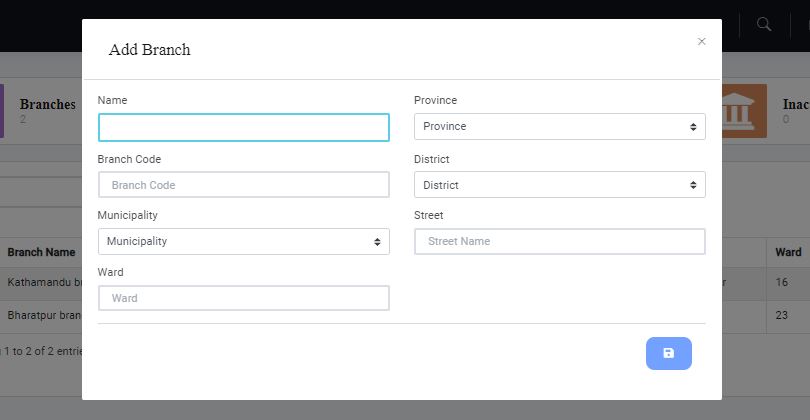 Add Branch
×
Branches
2
Inac
0
Name
Province
Province
Branch Code
District
Branch Code
District
Municipality
Street
Municipality
Street Name
Ward
Ward
Branch Name
Ward
Kathamandu br
r
16
Bharatpur bran
23
1 to 2 of 2 entrie